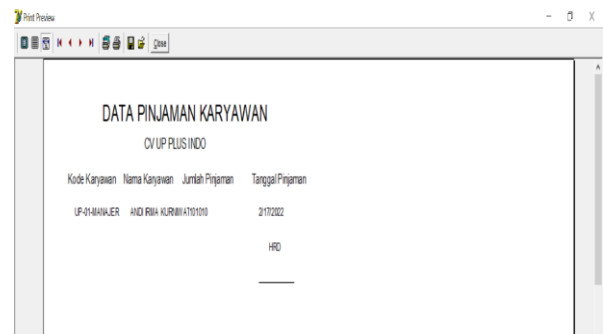 Print Preview
Close
DATA PINJAMAN KARYAWAN
CV UP PLUS INDO
Kode Karyawan Nama Karyawan Jumlah Pinjaman Tanggal Pinjaman
UP-01-MANAJER ANDI IRMA 2/17/2022
HRD